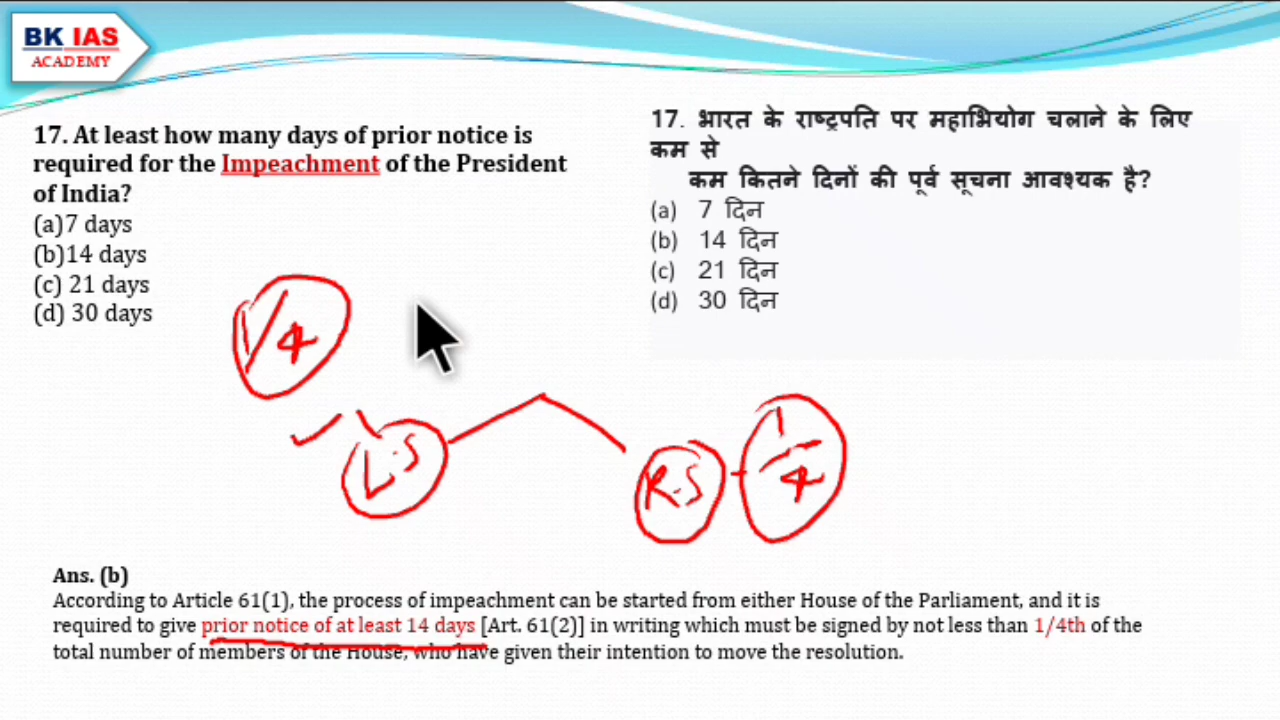 BK IAS
ACADEMY
17. At least how many days of prior notice is
required for the Impeachment of the President
of India?
(a)7 days
(b)14 days
(c) 21 days
(d) 30 days
17. भारत के राष्ट्रपति पर महाभियोग चलाने के लिए
कम से
कम कितने दिनों की पूर्व सूचना आवश्यक है?
(a) 7 दिन
(b) 14 दिन
(c) 21 दिन
(d) 30 दिन
1/4
L.S
R.S
1/4
Ans. (b)
According to Article 61(1), the process of impeachment can be started from either House of the Parliament, and it is
required to give prior notice of at least 14 days [Art. 61(2)] in writing which must be signed by not less than 1/4th of the
total number of members of the House, who have given their intention to move the resolution.